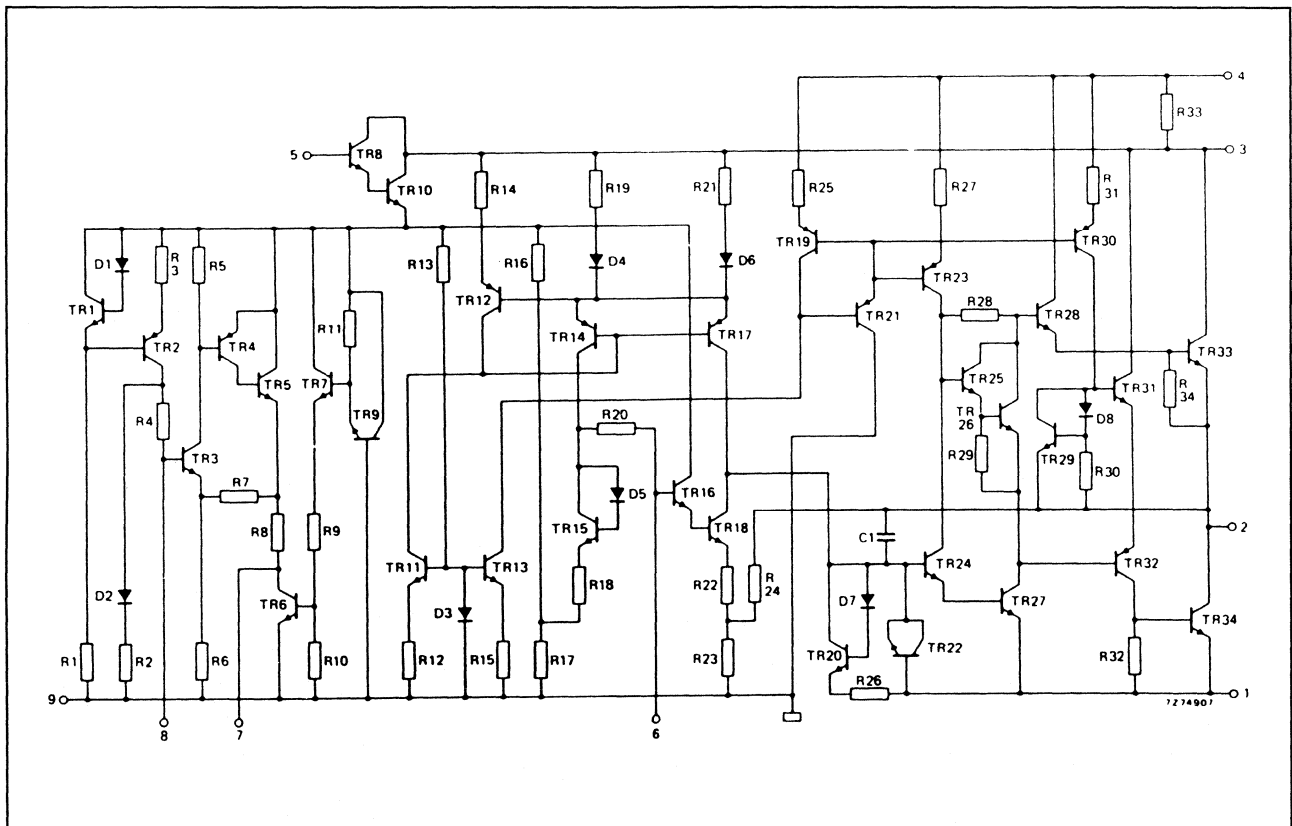 4
R33
5
TR8
3
TR10
R14
R19
R21
R25
R27
R
31
D1
R
3
R5
R13
R16
D4
D6
TR19
TR30
TR1
TR12
TR23
R11
TR14
TR17
TR21
R28
TR28
TR2
TR4
TR33
TR5
TR7
TR25
TR31
R
34
R4
TR9
TR
26
D8
R20
TR3
R29
TR29
R30
R7
D5
TR16
R8
R9
TR15
TR18
2
C1
TR11
TR13
R18
R22
R
24
TR24
TR32
D2
TR6
D3
D7
TR27
TR34
R1
R2
R6
R10
R12
R15
R17
R23
TR20
TR22
R32
R26
9
1
7Z74907
8
7
6